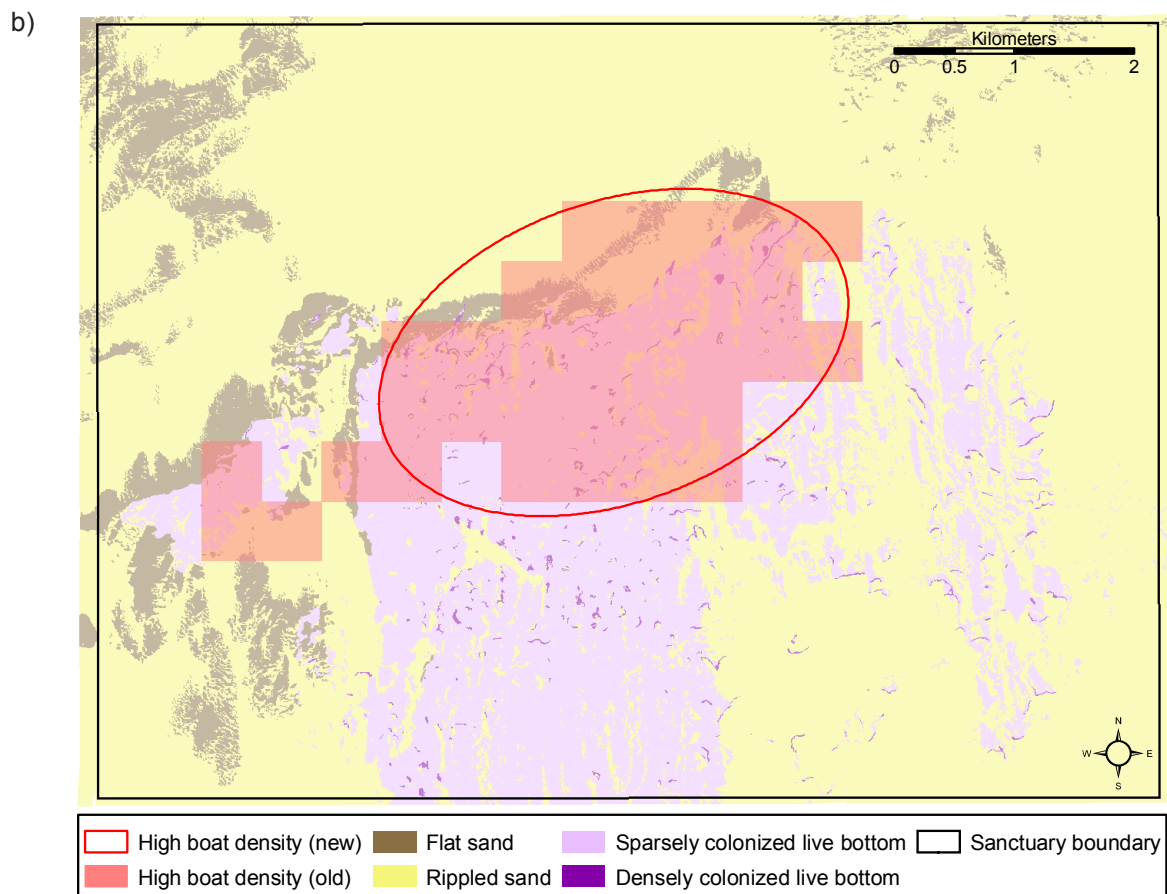 b)
Kilometers
0 0.5 1 2
N
W E
S
High boat density (new) Flat sand Sparsely colonized live bottom Sanctuary boundary
High boat density (old) Rippled sand Densely colonized live bottom